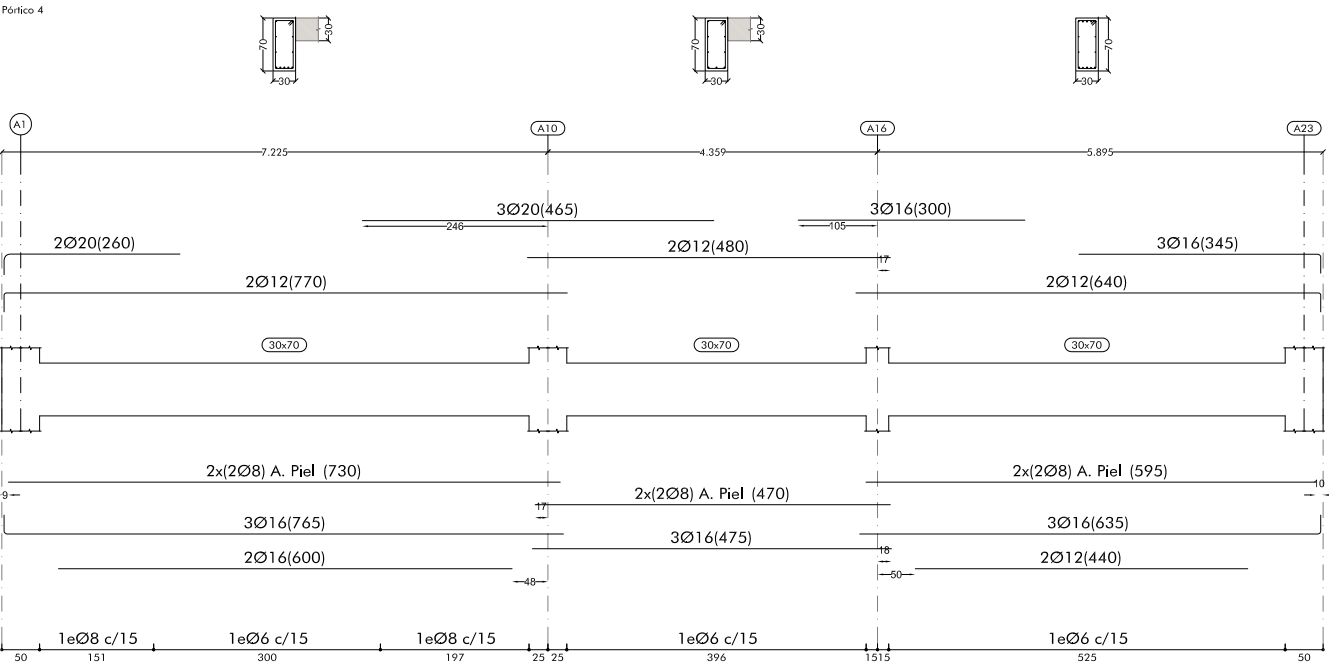 Pórtico 4
70 30 30
70 30 30
70 30
A1 A10 A16 A23
7.225 4.359 5.895
3Ø20(465) 3Ø16(300)
246 105
2Ø20(260) 2Ø12(480) 3Ø16(345)
17
2Ø12(770) 2Ø12(640)
30x70 30x70 30x70
2x(2Ø8) A. Piel (730) 2x(2Ø8) A. Piel (595)
9 10
2x(2Ø8) A. Piel (470)
17
3Ø16(765) 3Ø16(635)
3Ø16(475)
18
2Ø16(600) 2Ø12(440)
48 50
1eØ8 c/15 1eØ6 c/15 1eØ8 c/15 1eØ6 c/15 1eØ6 c/15
50 151 300 197 25 25 396 15 15 525 50